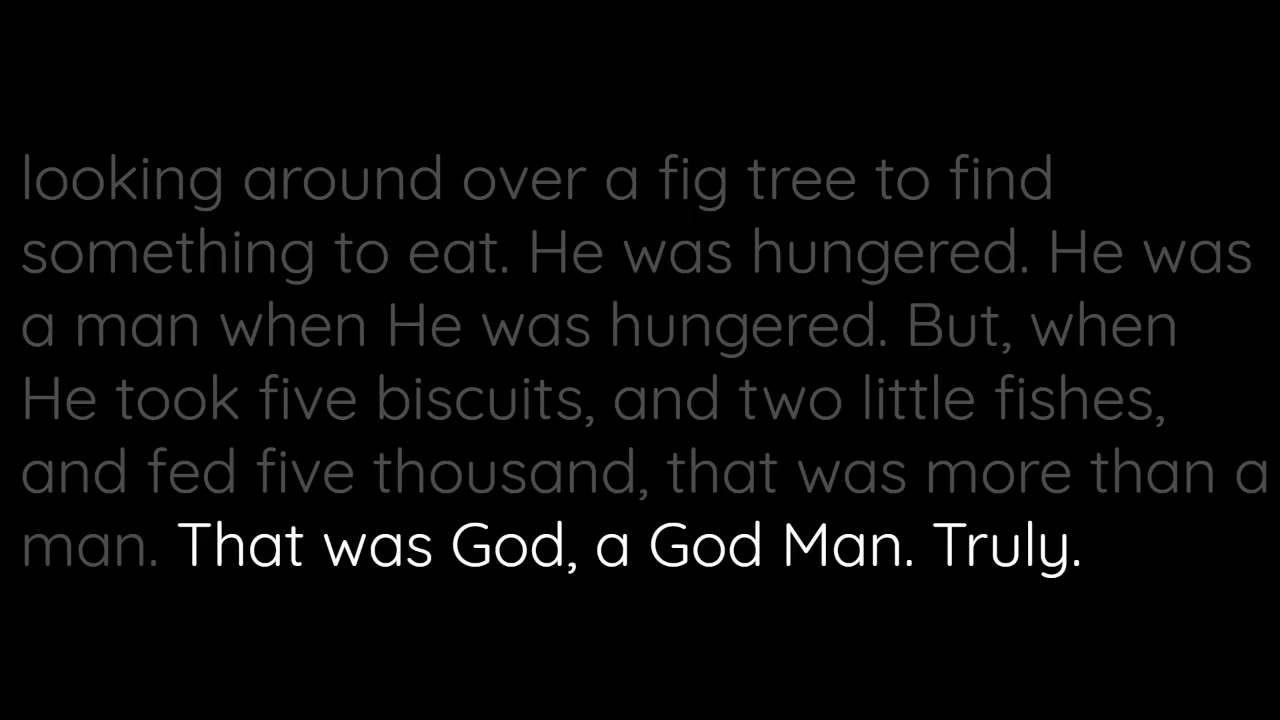 looking around over a fig tree to find
something to eat. He was hungered. He was
a man when He was hungered. But, when
He took five biscuits, and two little fishes,
and fed five thousand, that was more than a
man. That was God, a God Man. Truly.